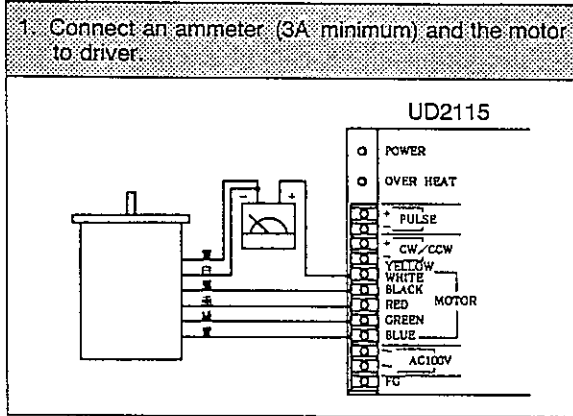 1. Connect an ammeter (3A minimum) and the motor
to driver.
UD2115
POWER
OVER HEAT
+ PULSE
−
+ CW/CCW
−
YELLOW
WHITE
BLACK
RED
GREEN
BLUE
MOTOR
AC100V
FG
− +